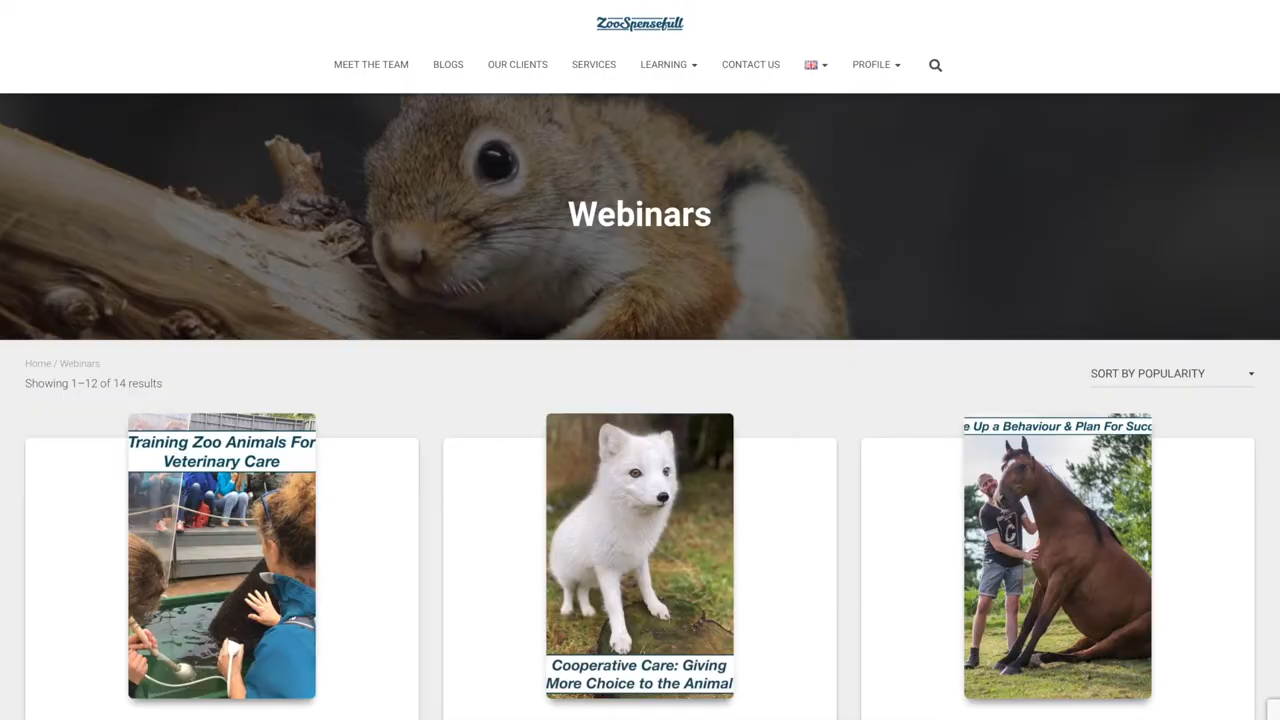 ZooSpensefull
MEET THE TEAM BLOGS OUR CLIENTS SERVICES LEARNING CONTACT US PROFILE
Webinars
Home / Webinars
Showing 1–12 of 14 results
SORT BY POPULARITY
Training Zoo Animals For
Veterinary Care
Cooperative Care: Giving
More Choice to the Animal
e Up a Behaviour & Plan For Succ